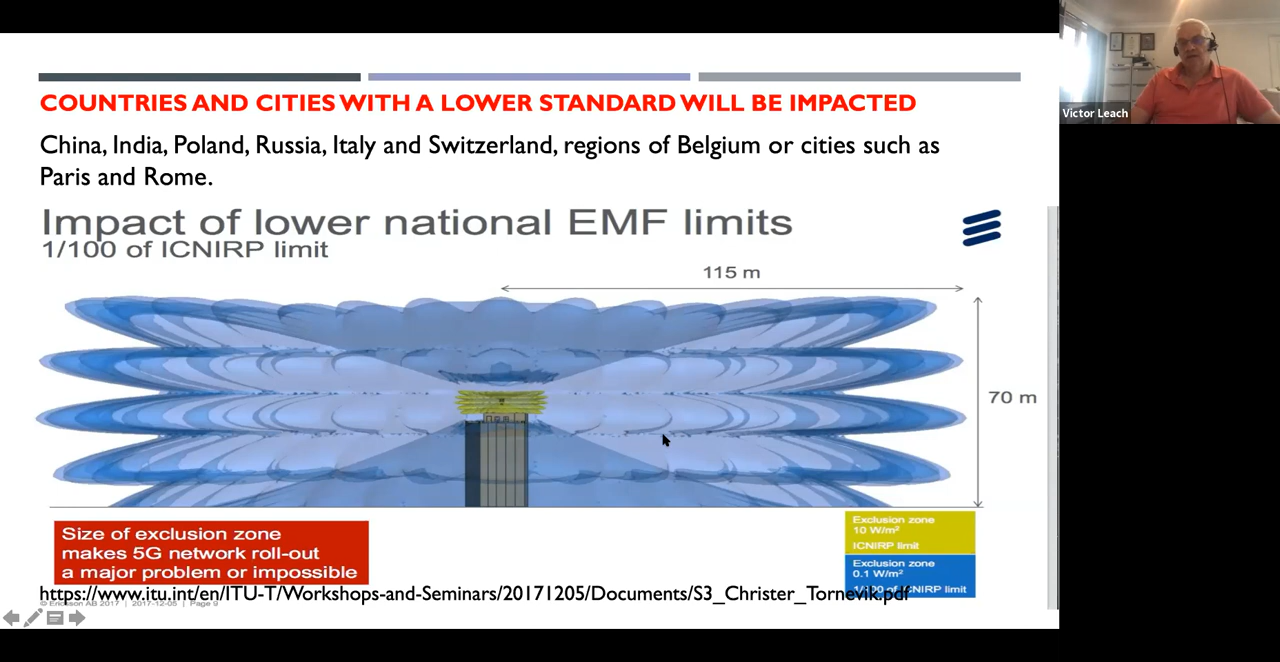 COUNTRIES AND CITIES WITH A LOWER STANDARD WILL BE IMPACTED
China, India, Poland, Russia, Italy and Switzerland, regions of Belgium or cities such as
Paris and Rome.
Impact of lower national EMF limits
1/100 of ICNIRP limit
115 m
70 m
Size of exclusion zone
makes 5G network roll-out
a major problem or impossible
Exclusion zone
10 W/m²
ICNIRP limit
Exclusion zone
0.1 W/m²
1/100 of ICNIRP limit
https://www.itu.int/en/ITU-T/Workshops-and-Seminars/20171205/Documents/S3_Christer_Tornevik.pdf
© Ericsson AB 2017 | 2017-12-05 | Page 9
Victor Leach